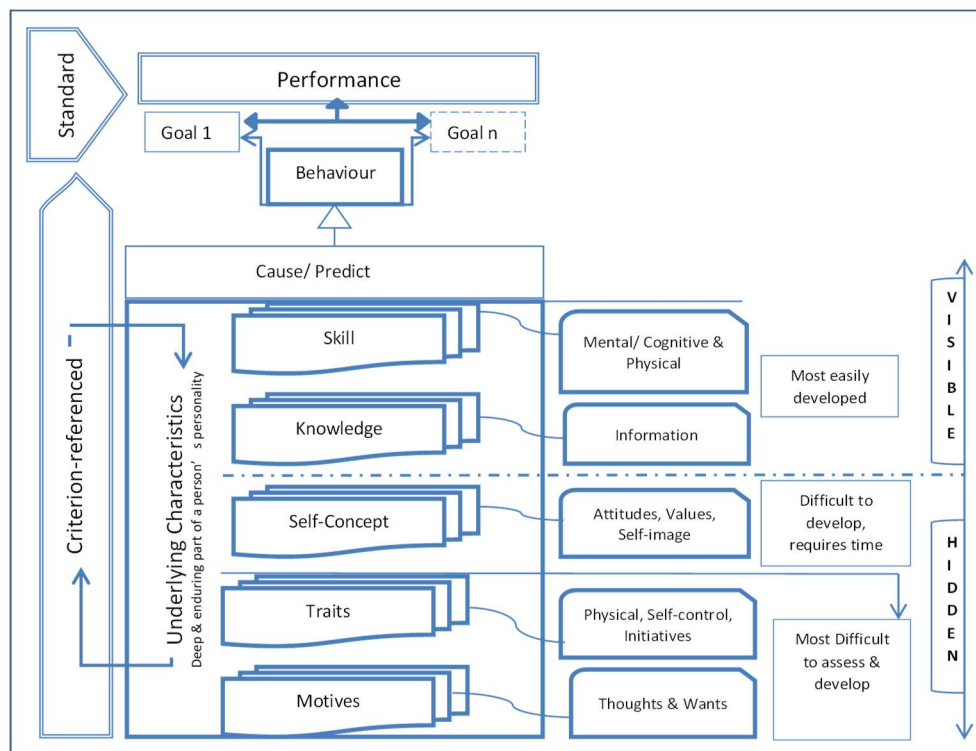 Standard
Performance
Goal 1
Goal n
Behaviour
Cause/ Predict
Criterion-referenced
Underlying Characteristics
Deep & enduring part of a person' s personality
Skill
Mental/ Cognitive &
Physical
Most easily
developed
Knowledge
Information
VISIBLE
Self-Concept
Attitudes, Values,
Self-image
Difficult to
develop,
requires time
Traits
Physical, Self-control,
Initiatives
Most Difficult
to assess &
develop
Motives
Thoughts & Wants
HIDDEN